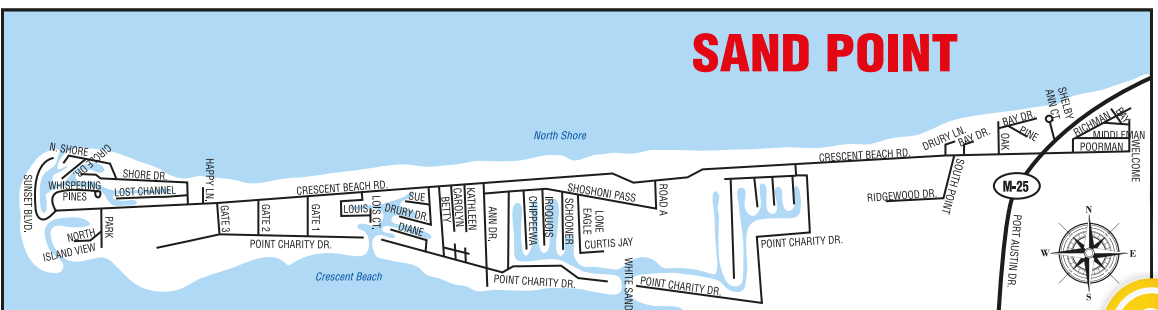 SAND POINT
North Shore
N. SHORE
CIRCLE DR.
SHORE DR.
WHISPERING
PINES
LOST CHANNEL
SUNSET BLVD.
PARK
NORTH
ISLAND VIEW
HAPPY LN.
GATE 3
GATE 2
GATE 1
CRESCENT BEACH RD.
LOUIS
LOUIS CT.
SUE
DRURY DR.
DIANE
BETTY
CAROLYN
KATHLEEN
ANN DR.
POINT CHARITY DR.
Crescent Beach
CHIPPEWA
IROQUOIS
SCHOONER
LONE
EAGLE
CURTIS JAY
SHOSHONI PASS
ROAD A
POINT CHARITY DR.
WHITE SAND
POINT CHARITY DR.
POINT CHARITY DR.
CRESCENT BEACH RD.
DRURY LN.
BAY DR.
SOUTH POINT
RIDGEWOOD DR.
OAK
BAY DR.
PINE
SHELBY
ANN CT.
RICHMAN
MIDDLEMAN
POORMAN
WELCOME
M-25
PORT AUSTIN DR.
N
W
E
S